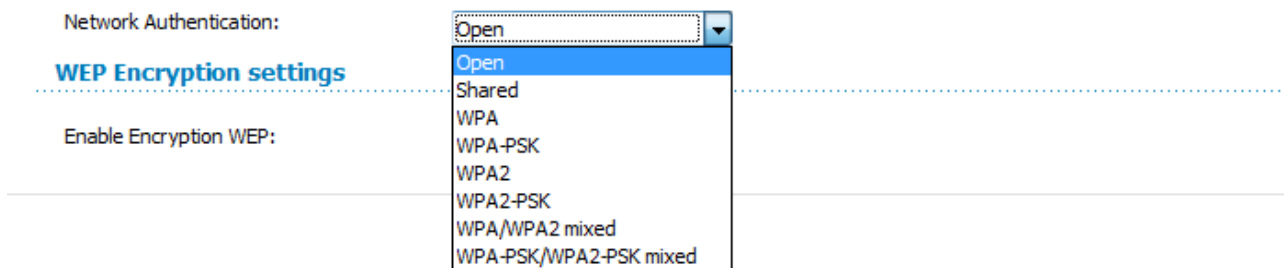 Network Authentication:
Open
Open
WEP Encryption settings
Shared
WPA
Enable Encryption WEP:
WPA-PSK
WPA2
WPA2-PSK
WPA/WPA2 mixed
WPA-PSK/WPA2-PSK mixed